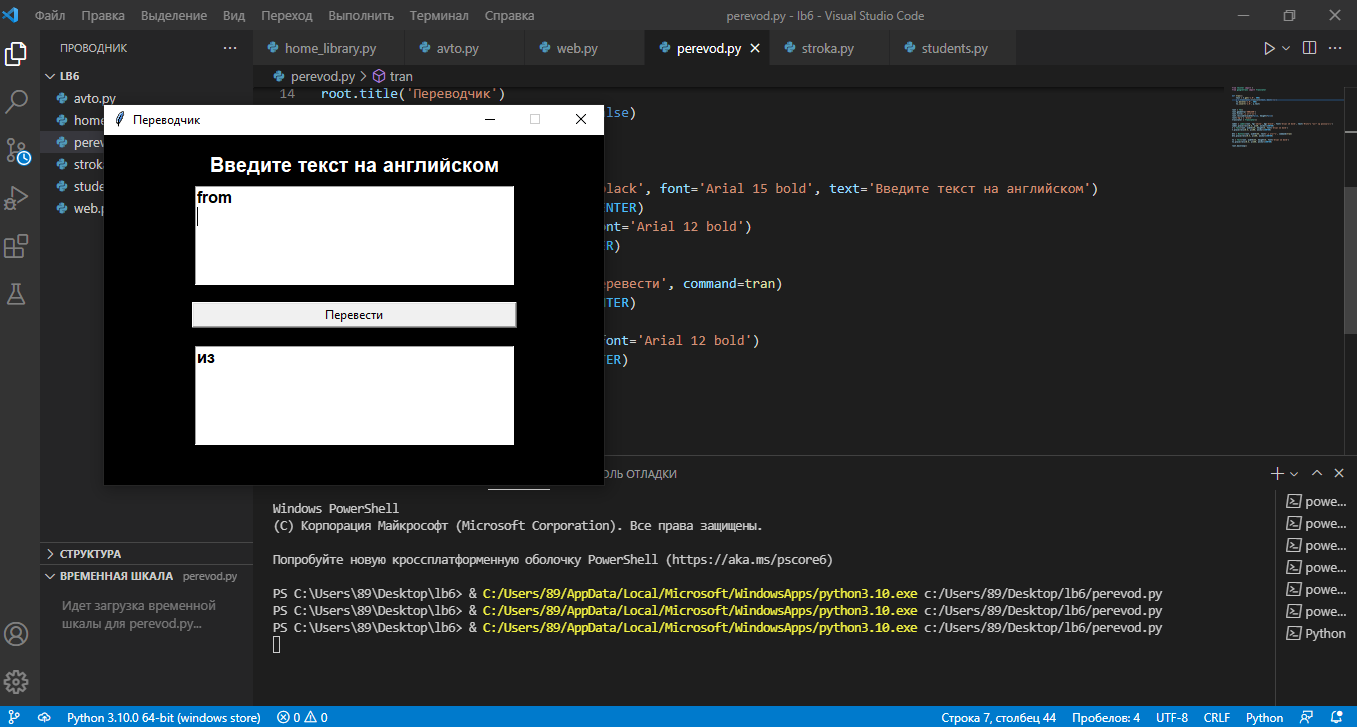 Файл Правка Выделение Вид Переход Выполнить Терминал Справка perevod.py - lb6 - Visual Studio Code
ПРОВОДНИК ···
home_library.py avto.py web.py perevod.py stroka.py students.py
LB6
avto.py
home
perev
stroka
stude
web.p
perevod.py > tran
14 root.title('Переводчик')
alse)
black', font='Arial 15 bold', text='Введите текст на английском')
ENTER)
ont='Arial 12 bold')
ER)
еревести', command=tran)
NTER)
font='Arial 12 bold')
TER)
Переводчик
Введите текст на английском
from
Перевести
из
ОЛЬ ОТЛАДКИ
Windows PowerShell
(C) Корпорация Майкрософт (Microsoft Corporation). Все права защищены.
Попробуйте новую кроссплатформенную оболочку PowerShell (https://aka.ms/pscore6)
PS C:\Users\89\Desktop\lb6> & C:/Users/89/AppData/Local/Microsoft/WindowsApps/python3.10.exe c:/Users/89/Desktop/lb6/perevod.py
PS C:\Users\89\Desktop\lb6> & C:/Users/89/AppData/Local/Microsoft/WindowsApps/python3.10.exe c:/Users/89/Desktop/lb6/perevod.py
PS C:\Users\89\Desktop\lb6> & C:/Users/89/AppData/Local/Microsoft/WindowsApps/python3.10.exe c:/Users/89/Desktop/lb6/perevod.py
powe...
powe...
powe...
powe...
powe...
powe...
Python
СТРУКТУРА
ВРЕМЕННАЯ ШКАЛА perevod.py
Идет загрузка временной
шкалы для perevod.py...
Python 3.10.0 64-bit (windows store) 0 0 Строка 7, столбец 44 Пробелов: 4 UTF-8 CRLF Python